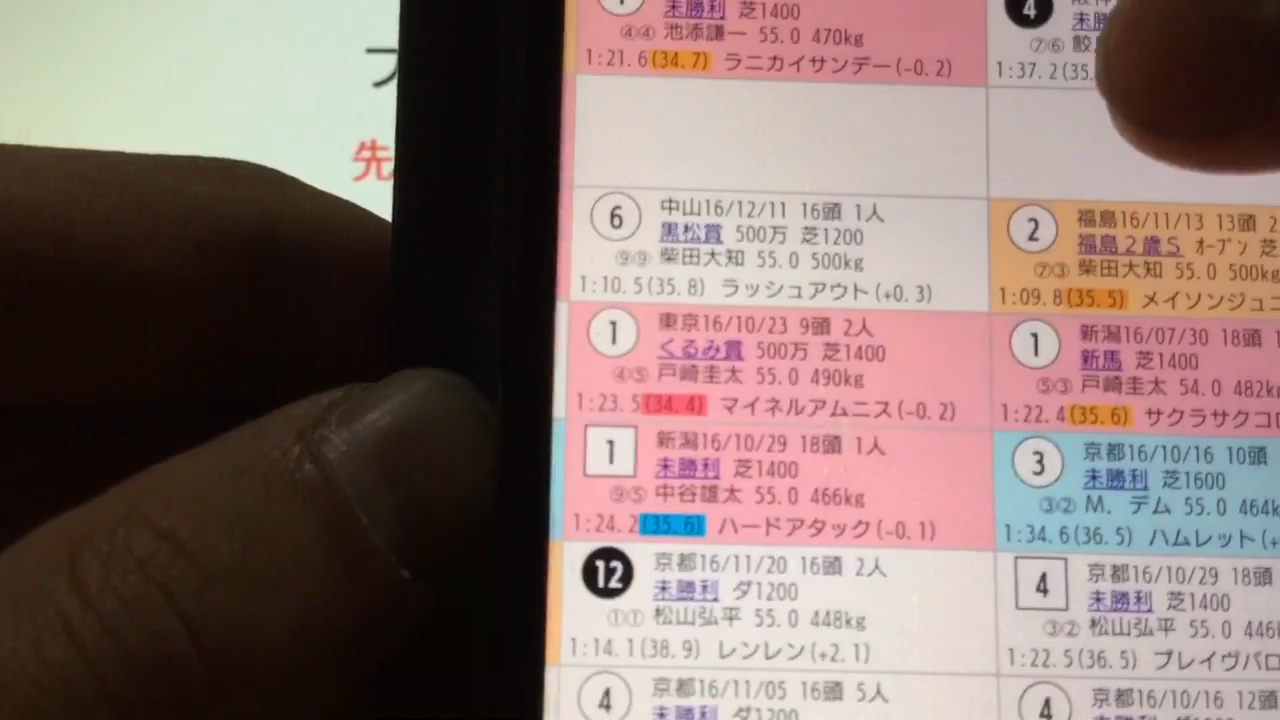 先
未勝利 芝1400
④④ 池添謙一 55.0 470kg
1:21.6(34.7) ラニカイサンデー(-0.2)
4
未勝
⑦⑥ 鮫
1:37.2(35.
6
中山16/12/11 16頭 1人
黒松賞 500万 芝1200
⑨⑨ 柴田大知 55.0 500kg
1:10.5(35.8) ラッシュアウト(+0.3)
2
福島16/11/13 13頭 2
福島2歳S オープン 芝
⑦③ 柴田大知 55.0 500kg
1:09.8(35.5) メイソンジュニ
1
東京16/10/23 9頭 2人
くるみ賞 500万 芝1400
④⑤ 戸崎圭太 55.0 490kg
1:23.5(34.4) マイネルアムニス(-0.2)
1
新潟16/07/30 18頭 1
新馬 芝1400
⑤③ 戸崎圭太 54.0 482k
1:22.4(35.6) サクラサクコ
1
新潟16/10/29 18頭 1人
未勝利 芝1400
⑨⑤ 中谷雄太 55.0 466kg
1:24.2(35.6) ハードアタック(-0.1)
3
京都16/10/16 10頭
未勝利 芝1600
③② M. デム 55.0 464k
1:34.6(36.5) ハムレット(+
12
京都16/11/20 16頭 2人
未勝利 ダ1200
①① 松山弘平 55.0 448kg
1:14.1(38.9) レンレン(+2.1)
4
京都16/10/29 18頭
未勝利 芝1400
③② 松山弘平 55.0 446
1:22.5(36.5) ブレイヴバロ
4
京都16/11/05 16頭 5人
未勝利 ダ1200
4
京都16/10/16 12頭